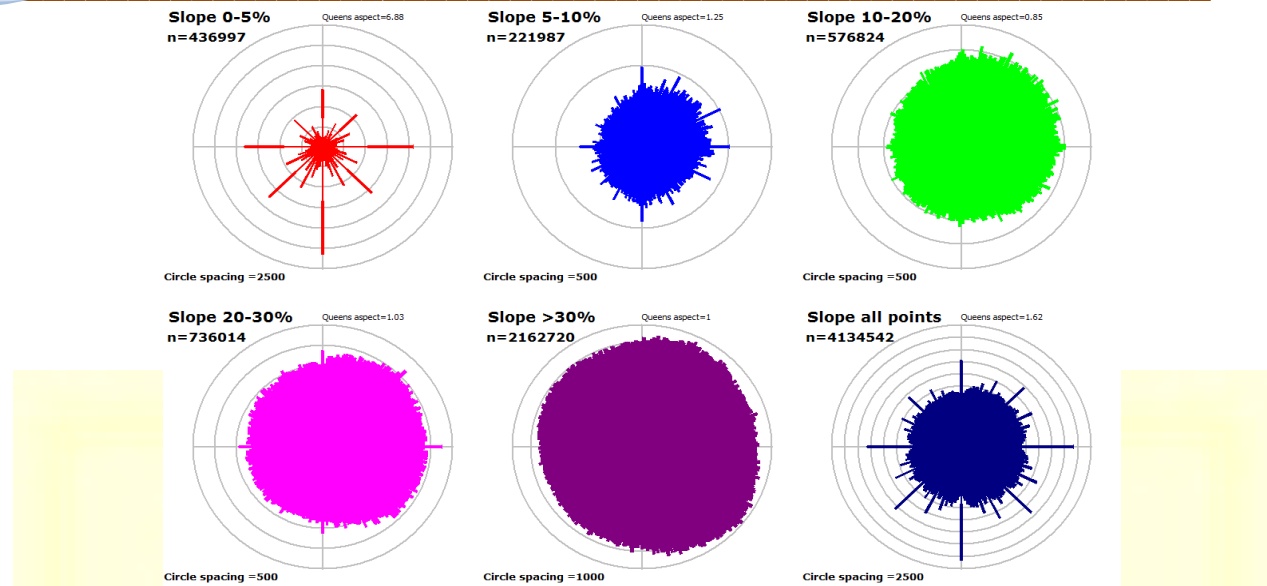 Slope 0-5% Queens aspect=6.88
n=436997
Circle spacing =2500
Slope 5-10% Queens aspect=1.25
n=221987
Circle spacing =500
Slope 10-20% Queens aspect=0.85
n=576824
Circle spacing =500
Slope 20-30% Queens aspect=1.03
n=736014
Circle spacing =500
Slope >30% Queens aspect=1
n=2162720
Circle spacing =1000
Slope all points Queens aspect=1.62
n=4134542
Circle spacing =2500